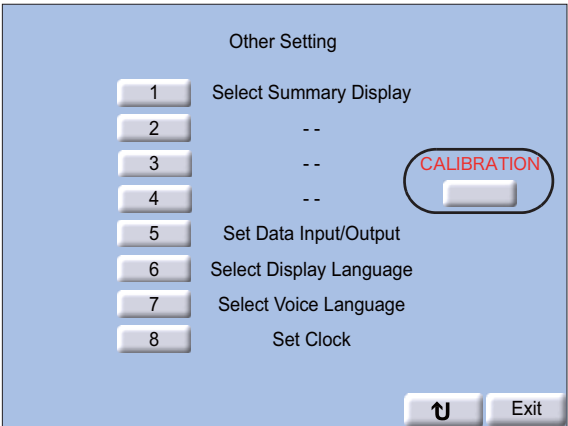 Other Setting
1 Select Summary Display
2 - -
3 - -
CALIBRATION
4 - -
5 Set Data Input/Output
6 Select Display Language
7 Select Voice Language
8 Set Clock
Exit